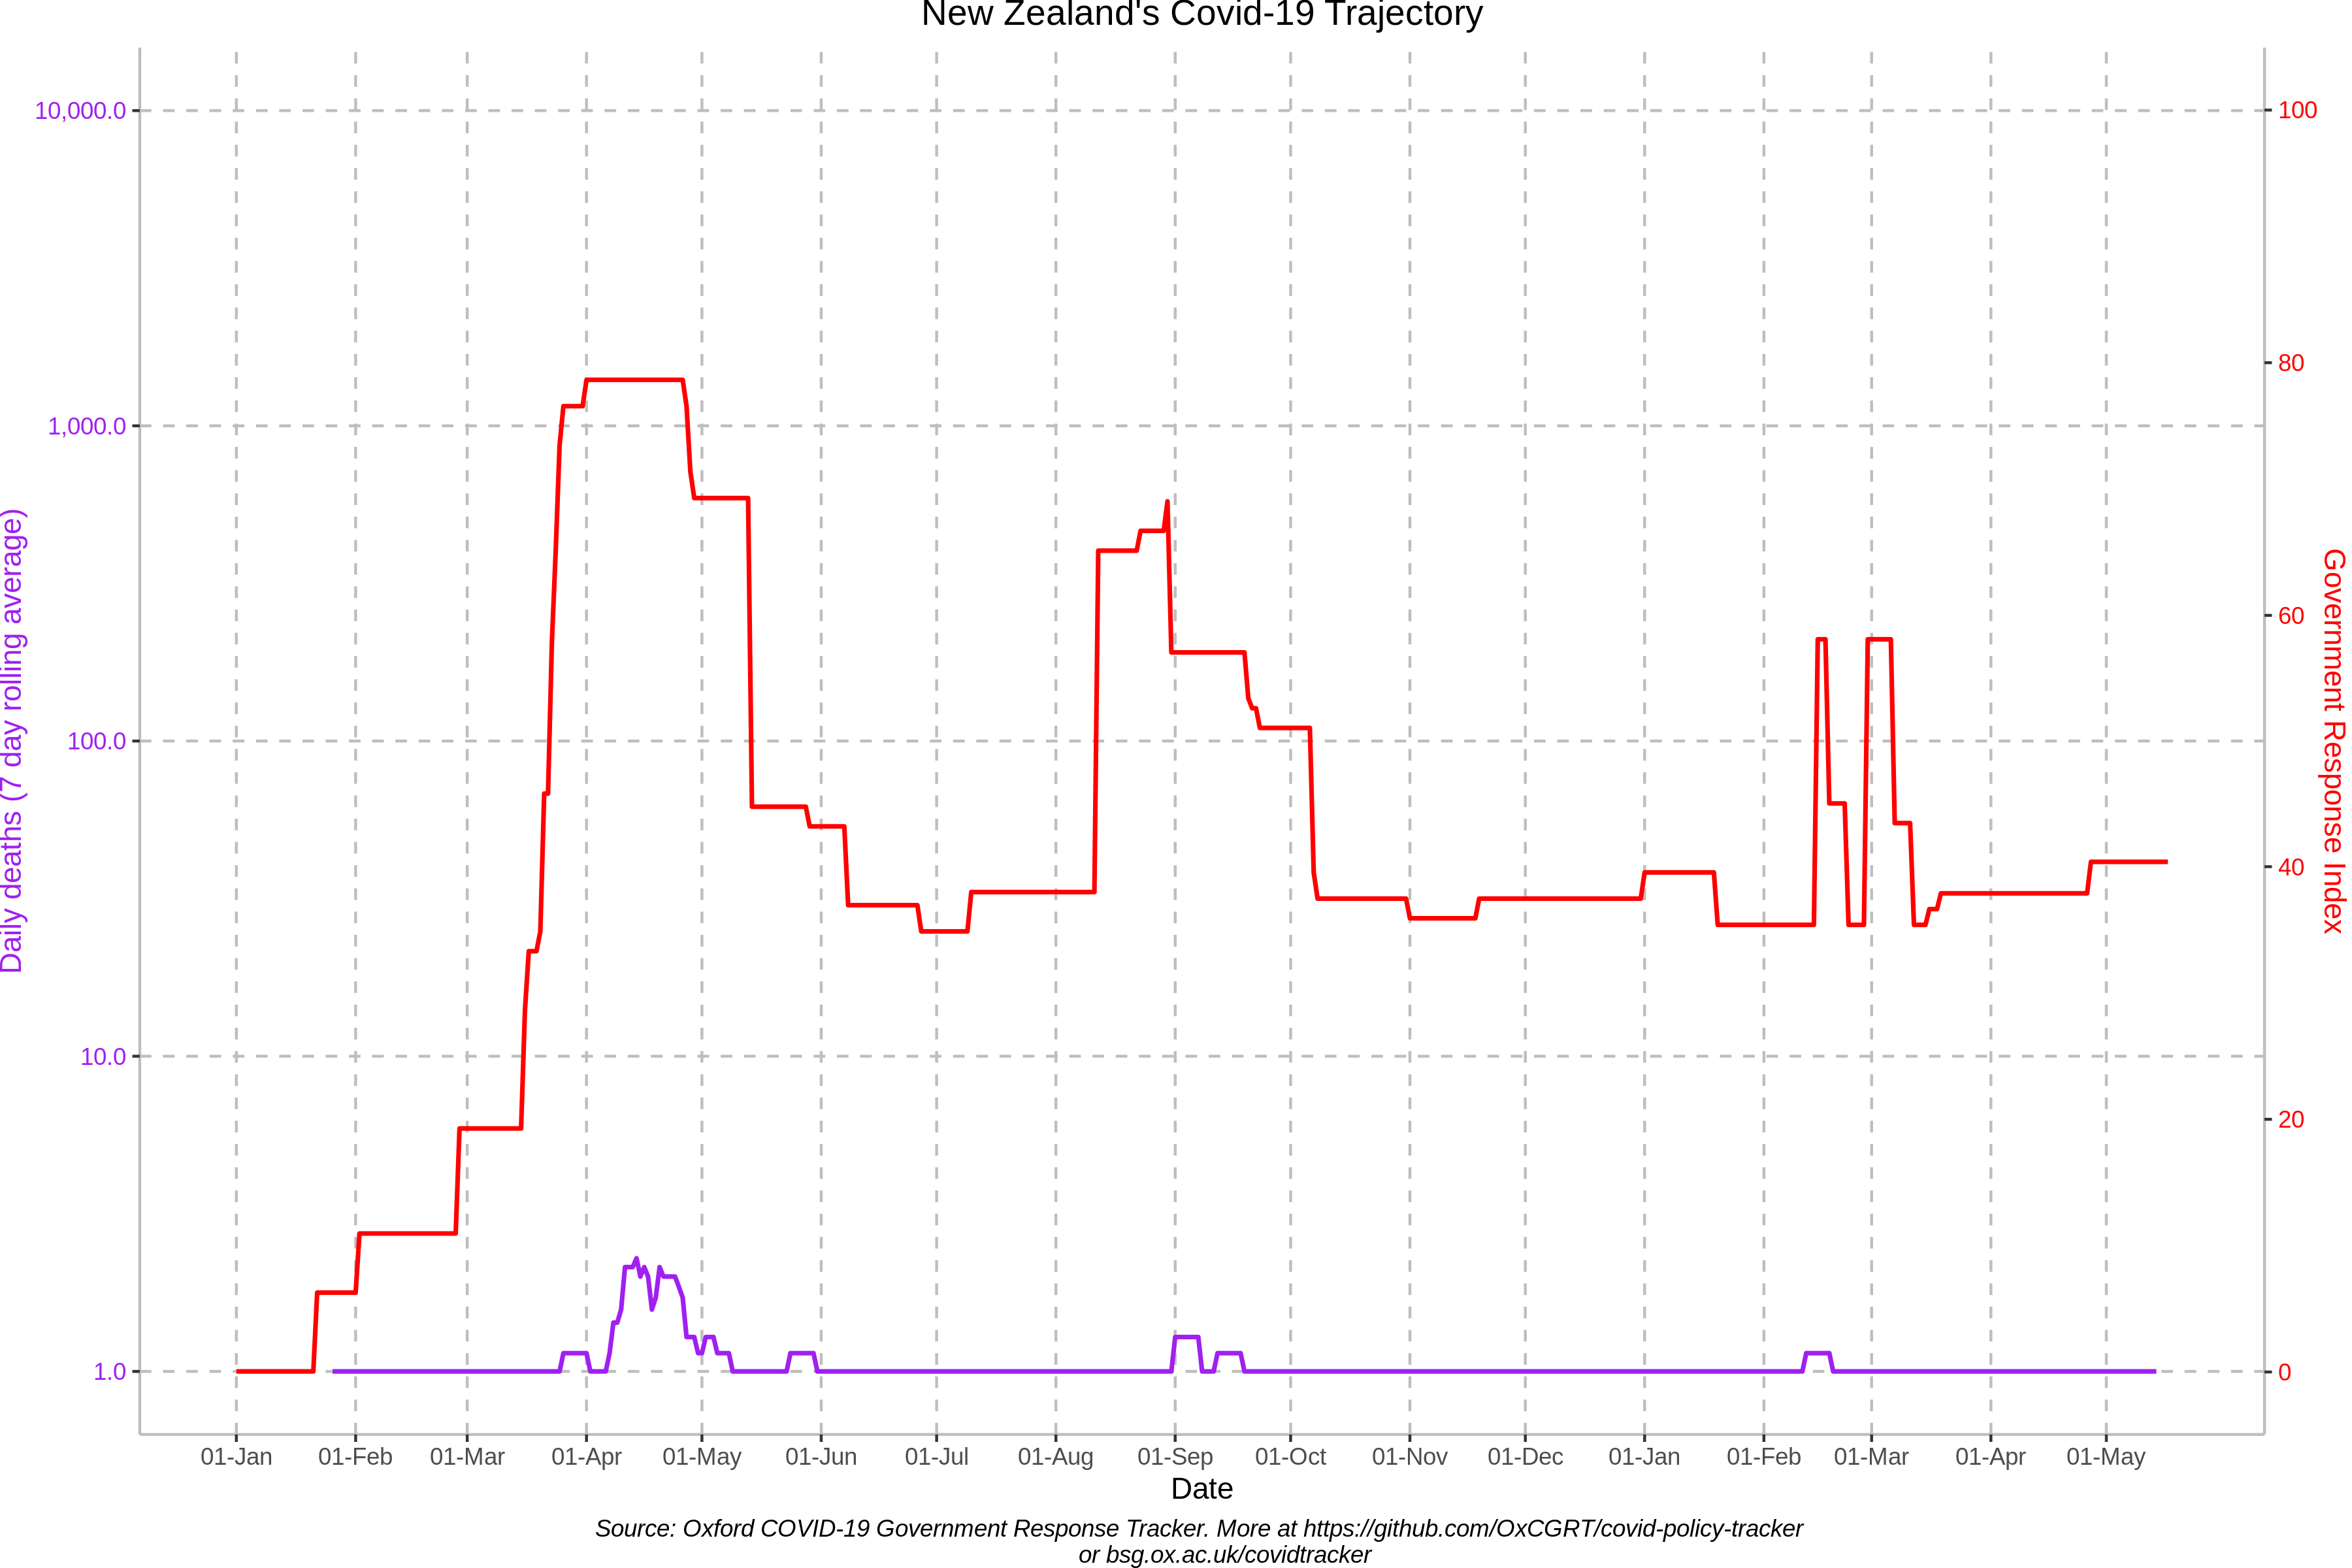 New Zealand's Covid-19 Trajectory
10,000.0
1,000.0
100.0
10.0
1.0
Daily deaths (7 day rolling average)
100
80
60
40
20
0
Government Response Index
01-Jan 01-Feb 01-Mar 01-Apr 01-May 01-Jun 01-Jul 01-Aug 01-Sep 01-Oct 01-Nov 01-Dec 01-Jan 01-Feb 01-Mar 01-Apr 01-May
Date
Source: Oxford COVID-19 Government Response Tracker. More at https://github.com/OxCGRT/covid-policy-tracker
or bsg.ox.ac.uk/covidtracker